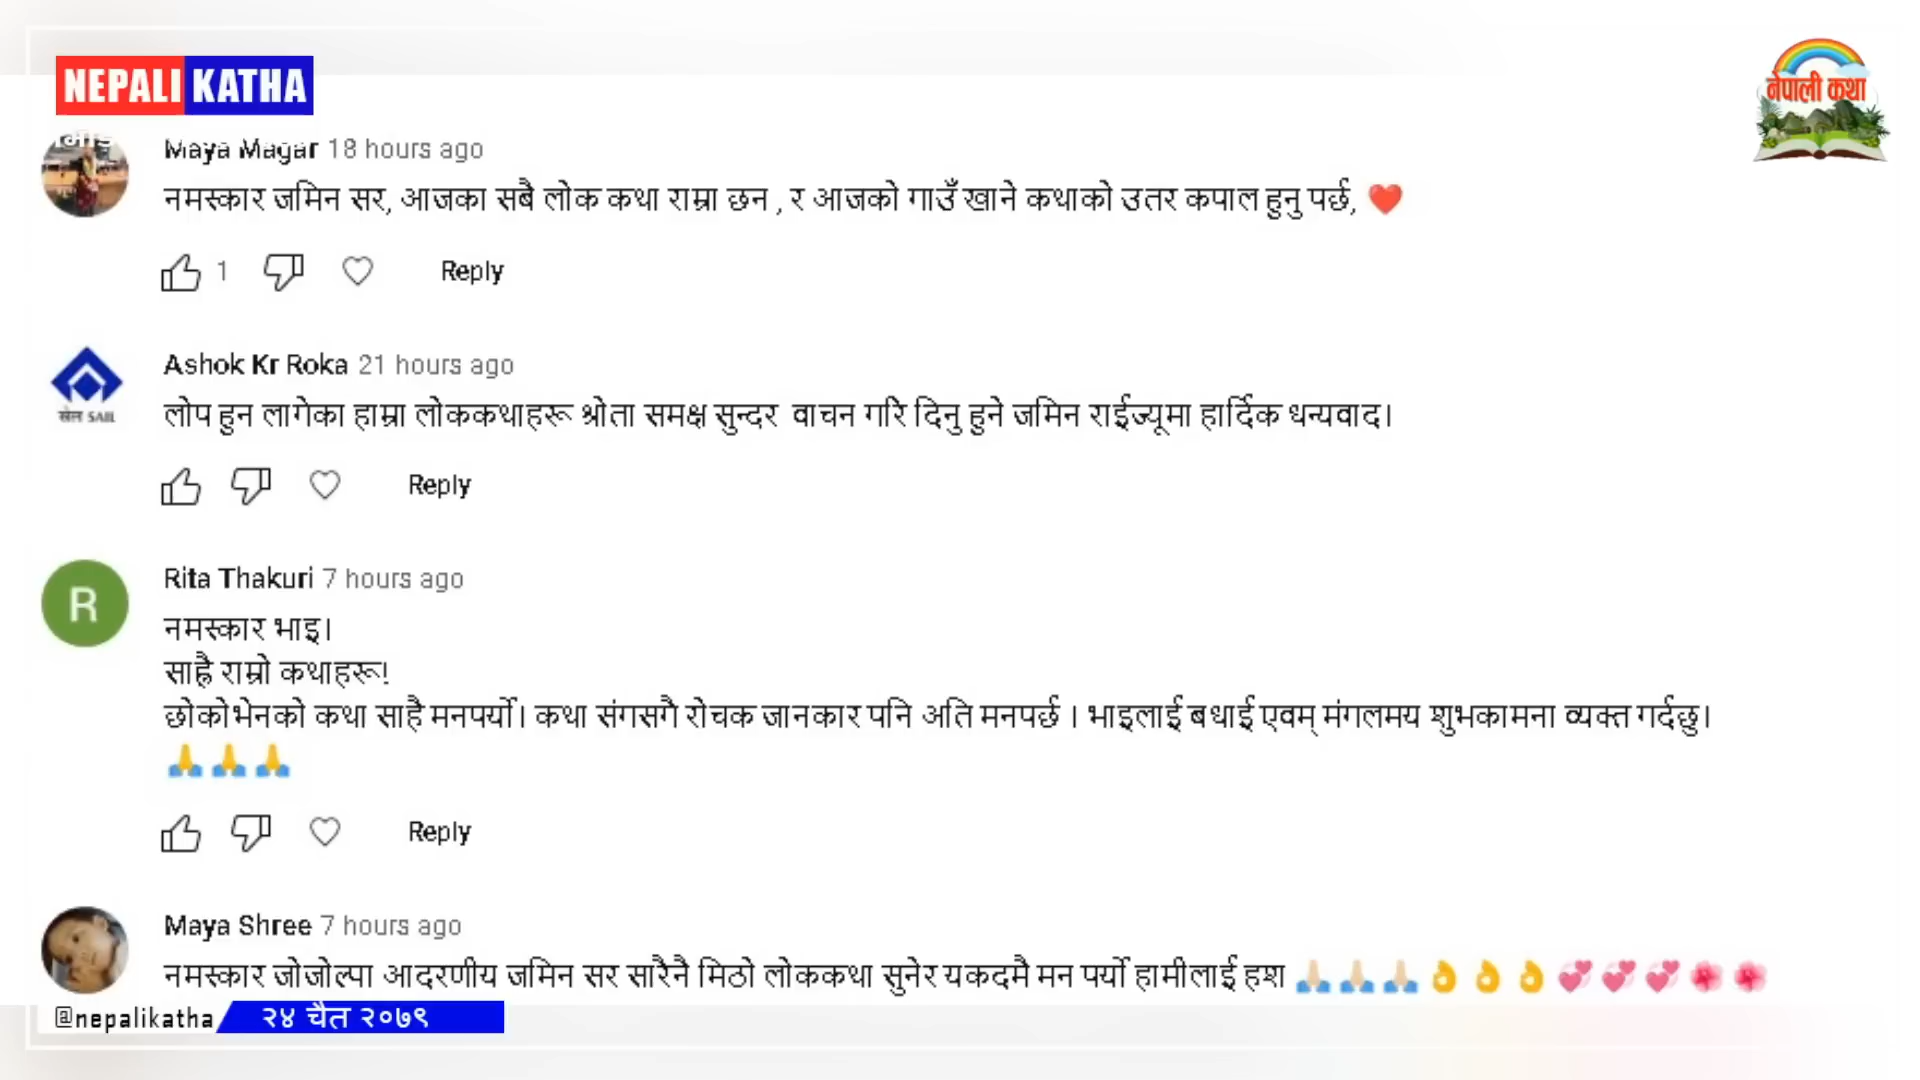 NEPALI KATHA
नेपाली कथा
Maya Magar 18 hours ago
नमस्कार जमिन सर, आजका सबै लोक कथा राम्रा छन , र आजको गाउँ खाने कथाको उतर कपाल हुनु पर्छ, ❤️
1 Reply
Ashok Kr Roka 21 hours ago
सेल SAIL
लोप हुन लागेका हाम्रा लोककथाहरू श्रोता समक्ष सुन्दर वाचन गरि दिनु हुने जमिन राईज्यूमा हार्दिक धन्यवाद।
Reply
R
Rita Thakuri 7 hours ago
नमस्कार भाइ।
साह्रै राम्रो कथाहरू!
छोकोभेनको कथा साहै मनपर्यो। कथा संगसगै रोचक जानकार पनि अति मनपर्छ । भाइलाई बधाई एवम् मंगलमय शुभकामना व्यक्त गर्दछु।
🙏🙏🙏
Reply
Maya Shree 7 hours ago
नमस्कार जोजोल्पा आदरणीय जमिन सर सारैनै मिठो लोककथा सुनेर यकदमै मन पर्यो हामीलाई हश 🙏🏻🙏🏻🙏🏻👌👌👌💞💞💞🌺🌺
@nepalikatha २४ चैत २०७९